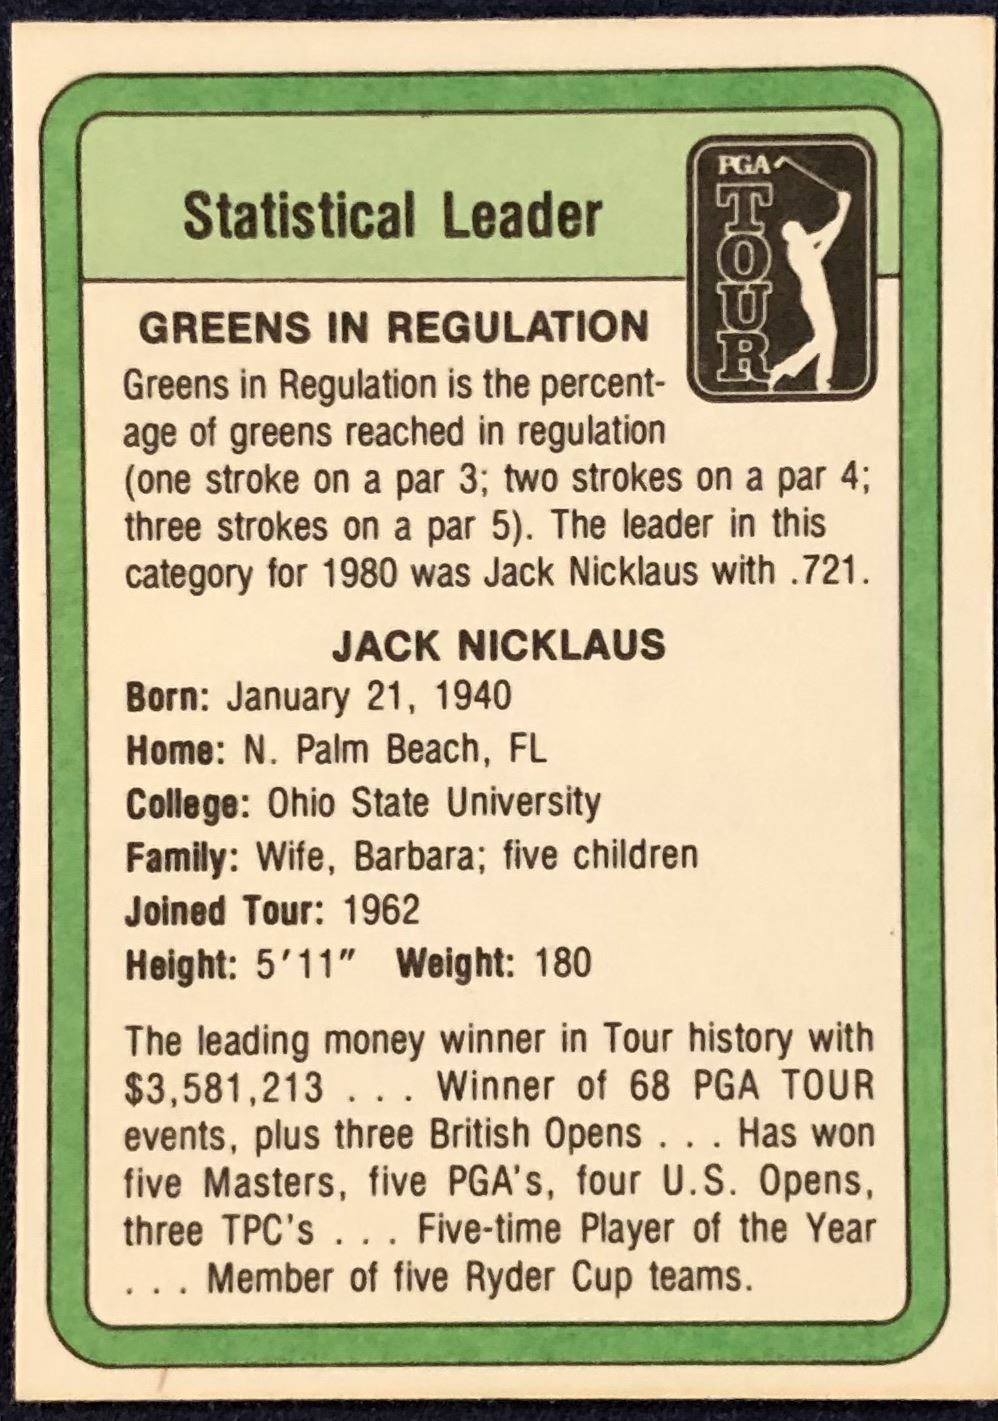 Statistical Leader
PGA
TOUR
GREENS IN REGULATION
Greens in Regulation is the percent-
age of greens reached in regulation
(one stroke on a par 3; two strokes on a par 4;
three strokes on a par 5). The leader in this
category for 1980 was Jack Nicklaus with .721.
JACK NICKLAUS
Born: January 21, 1940
Home: N. Palm Beach, FL
College: Ohio State University
Family: Wife, Barbara; five children
Joined Tour: 1962
Height: 5'11" Weight: 180
The leading money winner in Tour history with
$3,581,213 . . . Winner of 68 PGA TOUR
events, plus three British Opens . . . Has won
five Masters, five PGA's, four U.S. Opens,
three TPC's . . . Five-time Player of the Year
. . . Member of five Ryder Cup teams.